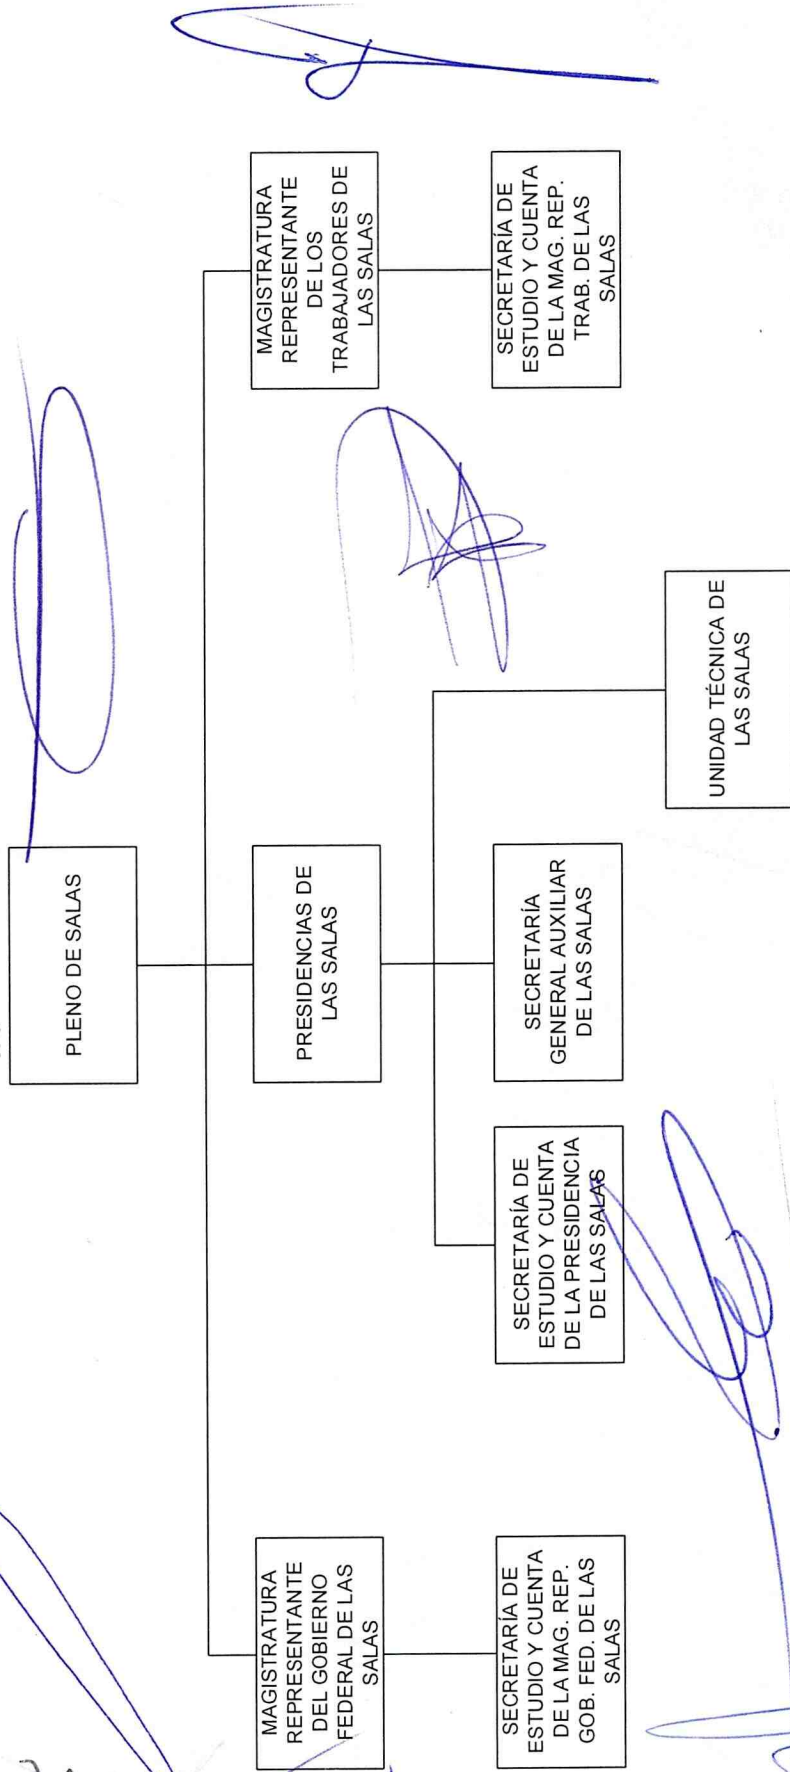 PLENO DE SALAS
MAGISTRATURA
REPRESENTANTE
DEL GOBIERNO
FEDERAL DE LAS
SALAS
PRESIDENCIAS DE
LAS SALAS
MAGISTRATURA
REPRESENTANTE
DE LOS
TRABAJADORES DE
LAS SALAS
SECRETARÍA DE
ESTUDIO Y CUENTA
DE LA MAG. REP.
GOB. FED. DE LAS
SALAS
SECRETARÍA DE
ESTUDIO Y CUENTA
DE LA PRESIDENCIA
DE LAS SALAS
SECRETARÍA
GENERAL AUXILIAR
DE LAS SALAS
SECRETARÍA DE
ESTUDIO Y CUENTA
DE LA MAG. REP.
TRAB. DE LAS
SALAS
UNIDAD TÉCNICA DE
LAS SALAS